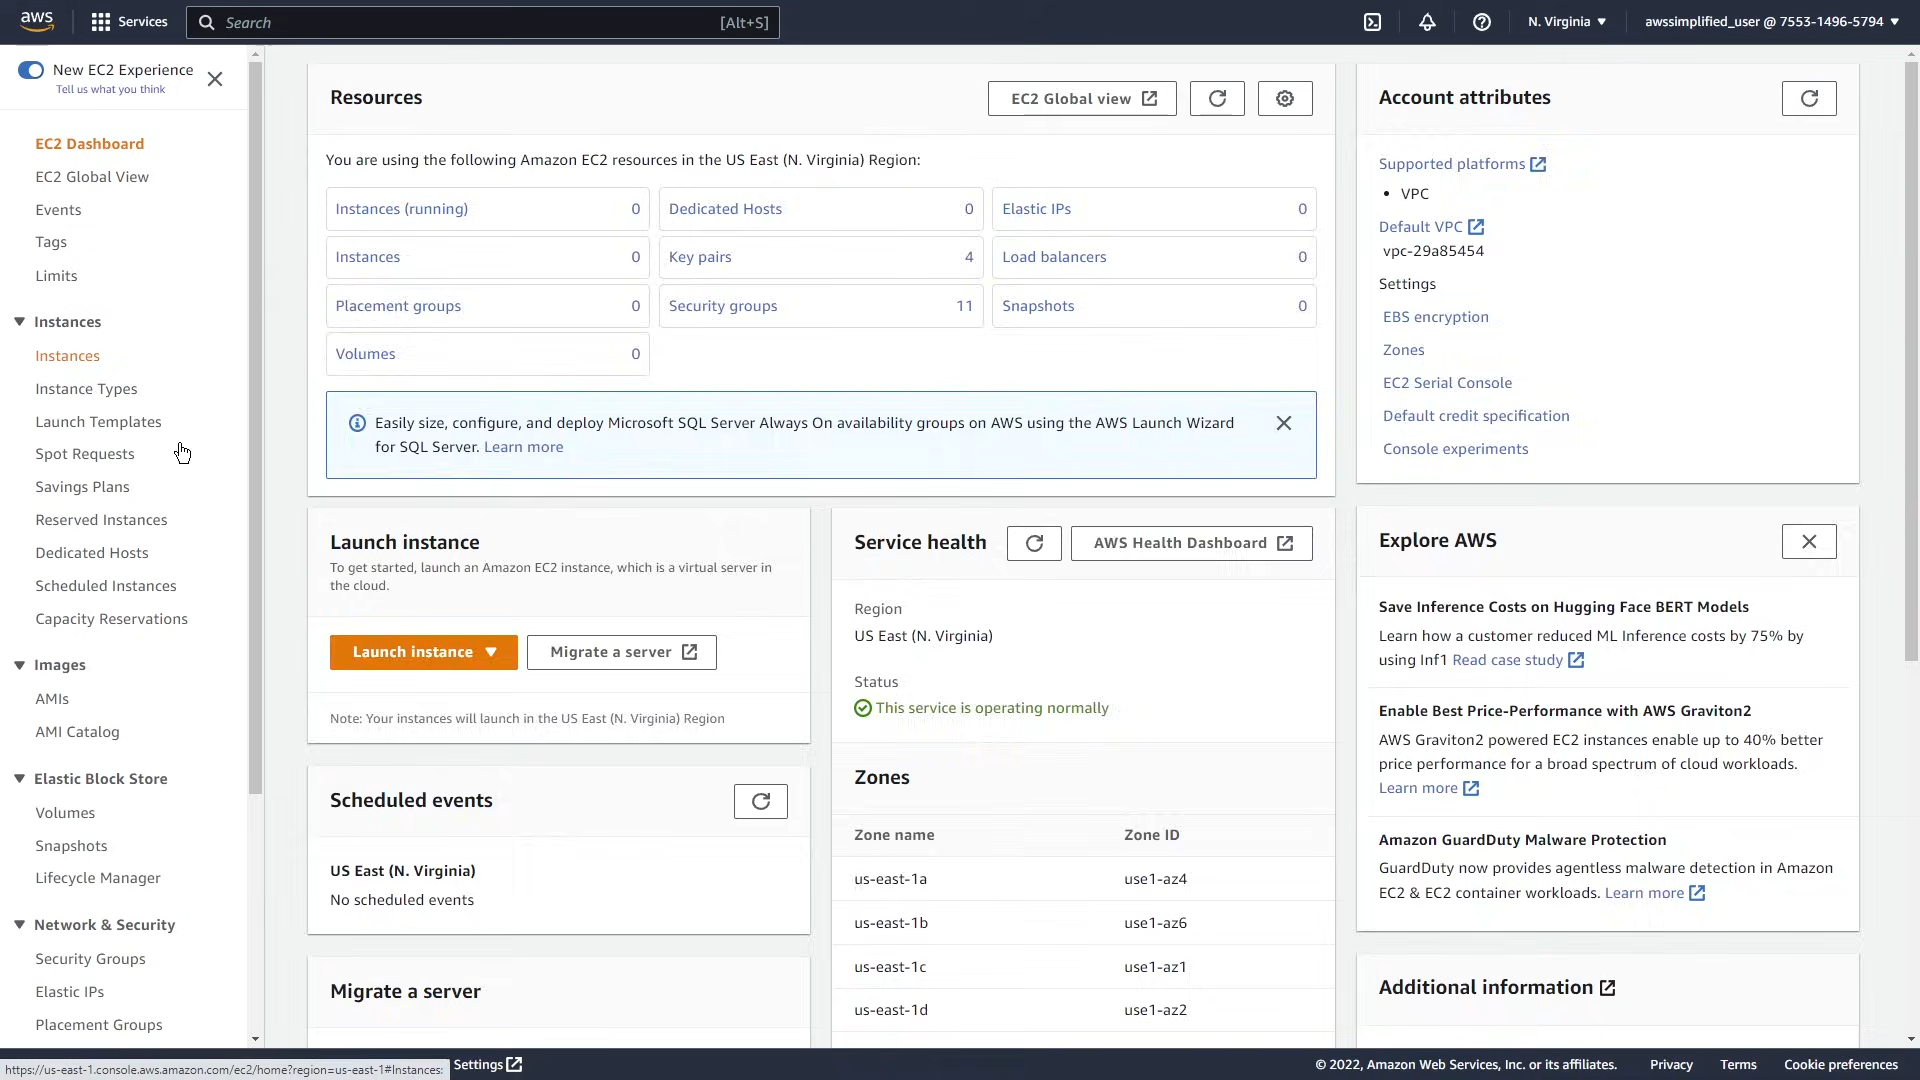 aws
Services
Search
[Alt+S]
N. Virginia
awssimplified_user @ 7553-1496-5794
New EC2 Experience
Tell us what you think
EC2 Dashboard
EC2 Global View
Events
Tags
Limits
Instances
Instances
Instance Types
Launch Templates
Spot Requests
Savings Plans
Reserved Instances
Dedicated Hosts
Scheduled Instances
Capacity Reservations
Images
AMIs
AMI Catalog
Elastic Block Store
Volumes
Snapshots
Lifecycle Manager
Network & Security
Security Groups
Elastic IPs
Placement Groups
Resources
EC2 Global view
You are using the following Amazon EC2 resources in the US East (N. Virginia) Region:
Instances (running) 0
Dedicated Hosts 0
Elastic IPs 0
Instances 0
Key pairs 4
Load balancers 0
Placement groups 0
Security groups 11
Snapshots 0
Volumes 0
Easily size, configure, and deploy Microsoft SQL Server Always On availability groups on AWS using the AWS Launch Wizard
for SQL Server. Learn more
Launch instance
To get started, launch an Amazon EC2 instance, which is a virtual server in
the cloud.
Launch instance
Migrate a server
Note: Your instances will launch in the US East (N. Virginia) Region
Scheduled events
US East (N. Virginia)
No scheduled events
Migrate a server
Service health
AWS Health Dashboard
Region
US East (N. Virginia)
Status
This service is operating normally
Zones
Zone name Zone ID
us-east-1a use1-az4
us-east-1b use1-az6
us-east-1c use1-az1
us-east-1d use1-az2
Account attributes
Supported platforms
• VPC
Default VPC
vpc-29a85454
Settings
EBS encryption
Zones
EC2 Serial Console
Default credit specification
Console experiments
Explore AWS
Save Inference Costs on Hugging Face BERT Models
Learn how a customer reduced ML Inference costs by 75% by
using Inf1 Read case study
Enable Best Price-Performance with AWS Graviton2
AWS Graviton2 powered EC2 instances enable up to 40% better
price performance for a broad spectrum of cloud workloads.
Learn more
Amazon GuardDuty Malware Protection
GuardDuty now provides agentless malware detection in Amazon
EC2 & EC2 container workloads. Learn more
Additional information
https://us-east-1.console.aws.amazon.com/ec2/home?region=us-east-1#Instances:
Settings
© 2022, Amazon Web Services, Inc. or its affiliates.
Privacy
Terms
Cookie preferences